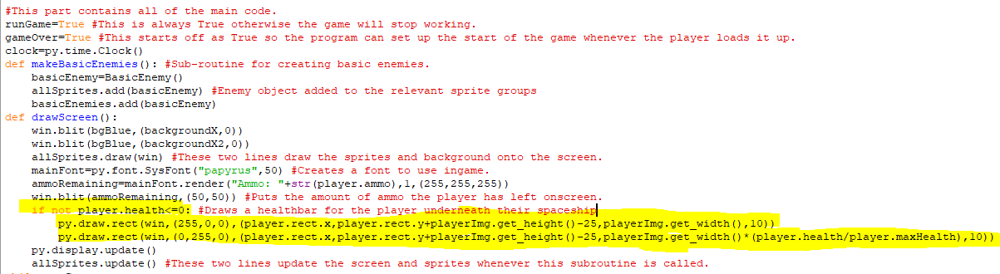 #This part contains all of the main code.
runGame=True #This is always True otherwise the game will stop working.
gameOver=True #This starts off as True so the program can set up the start of the game whenever the player loads it up.
clock=py.time.Clock()
def makeBasicEnemies(): #Sub-routine for creating basic enemies.
    basicEnemy=BasicEnemy()
    allSprites.add(basicEnemy) #Enemy object added to the relevant sprite groups
    basicEnemies.add(basicEnemy)
def drawScreen():
    win.blit(bgBlue,(backgroundX,0))
    win.blit(bgBlue,(backgroundX2,0))
    allSprites.draw(win) #These two lines draw the sprites and background onto the screen.
    mainFont=py.font.SysFont("papyrus",50) #Creates a font to use ingame.
    ammoRemaining=mainFont.render("Ammo: "+str(player.ammo),1,(255,255,255))
    win.blit(ammoRemaining,(50,50)) #Puts the amount of ammo the player has left onscreen.
    if not player.health<=0: #Draws a healthbar for the player underneath their spaceship
        py.draw.rect(win,(255,0,0),(player.rect.x,player.rect.y+playerImg.get_height()-25,playerImg.get_width(),10))
        py.draw.rect(win,(0,255,0),(player.rect.x,player.rect.y+playerImg.get_height()-25,playerImg.get_width()*(player.health/player.maxHealth),10))
    py.display.update()
    allSprites.update() #These two lines update the screen and sprites whenever this subroutine is called.